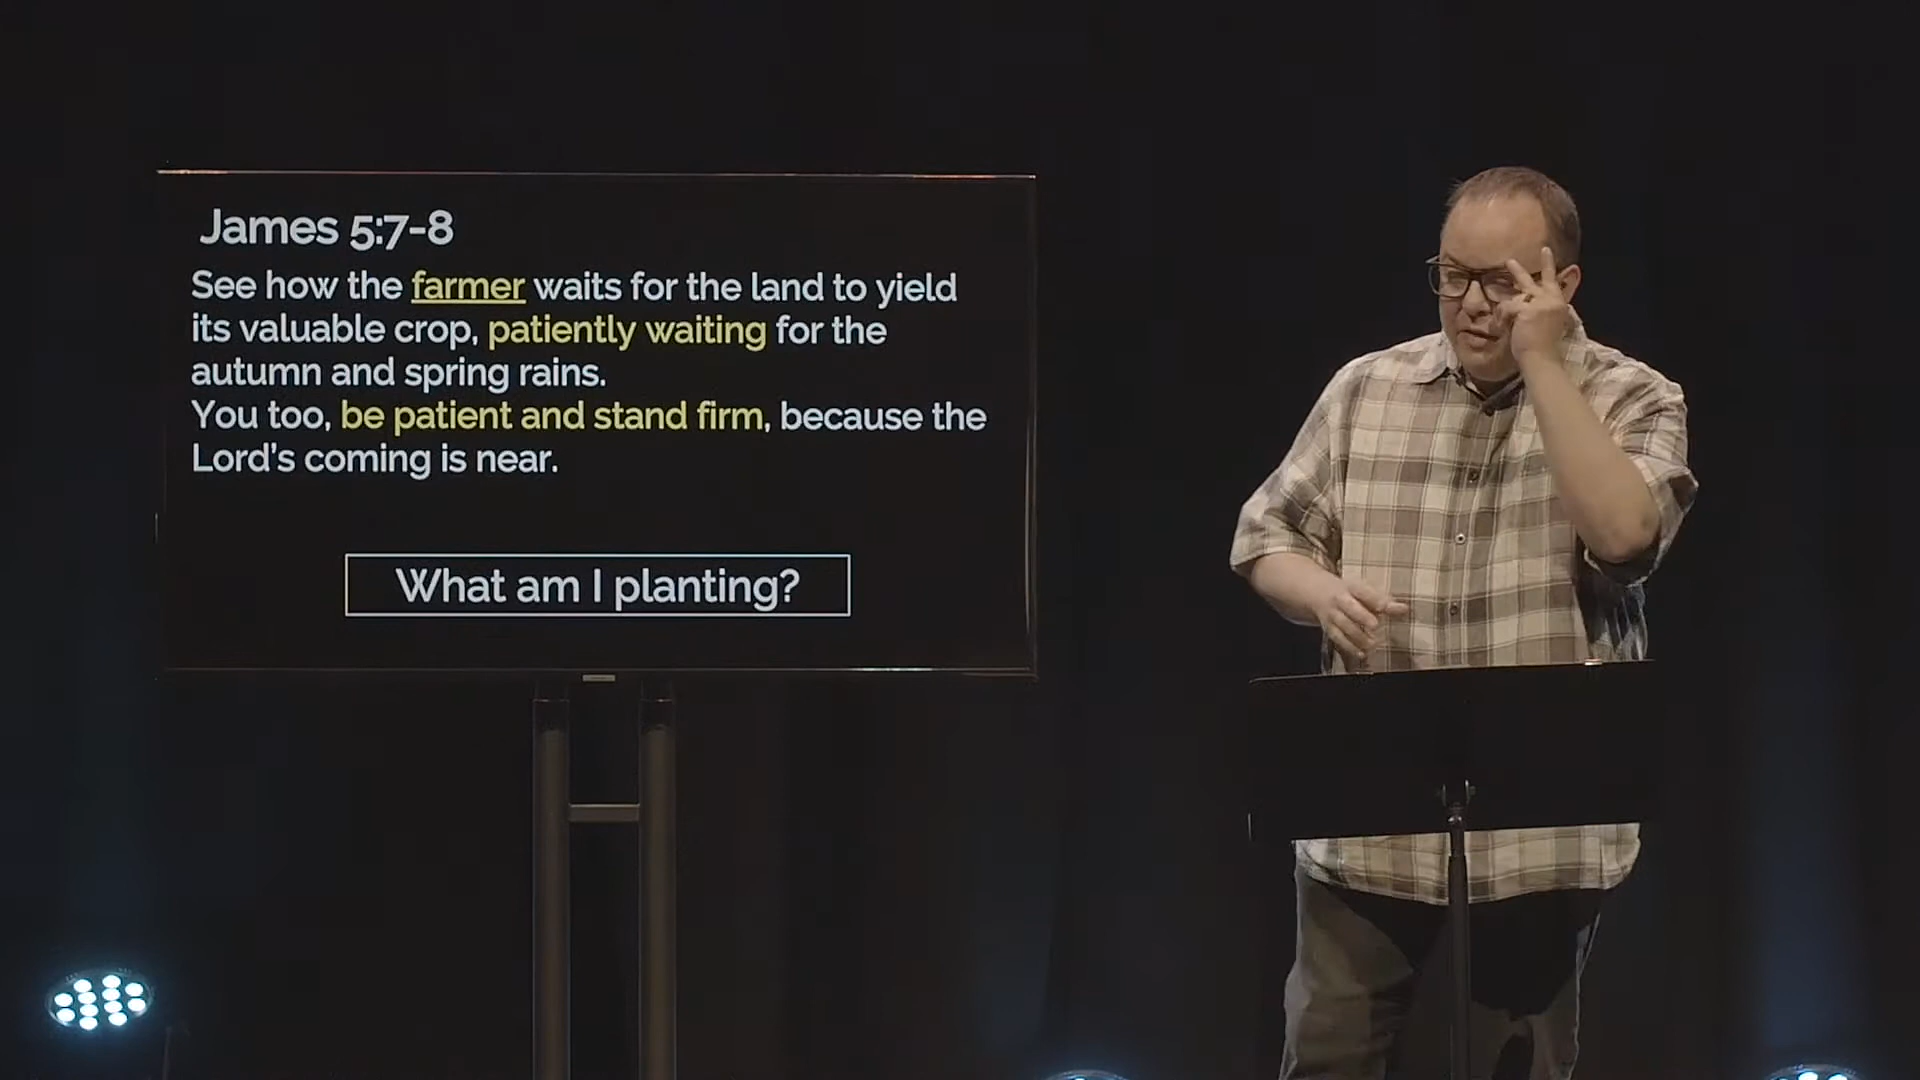 James 5:7-8
See how the farmer waits for the land to yield
its valuable crop, patiently waiting for the
autumn and spring rains.
You too, be patient and stand firm, because the
Lord's coming is near.
What am I planting?